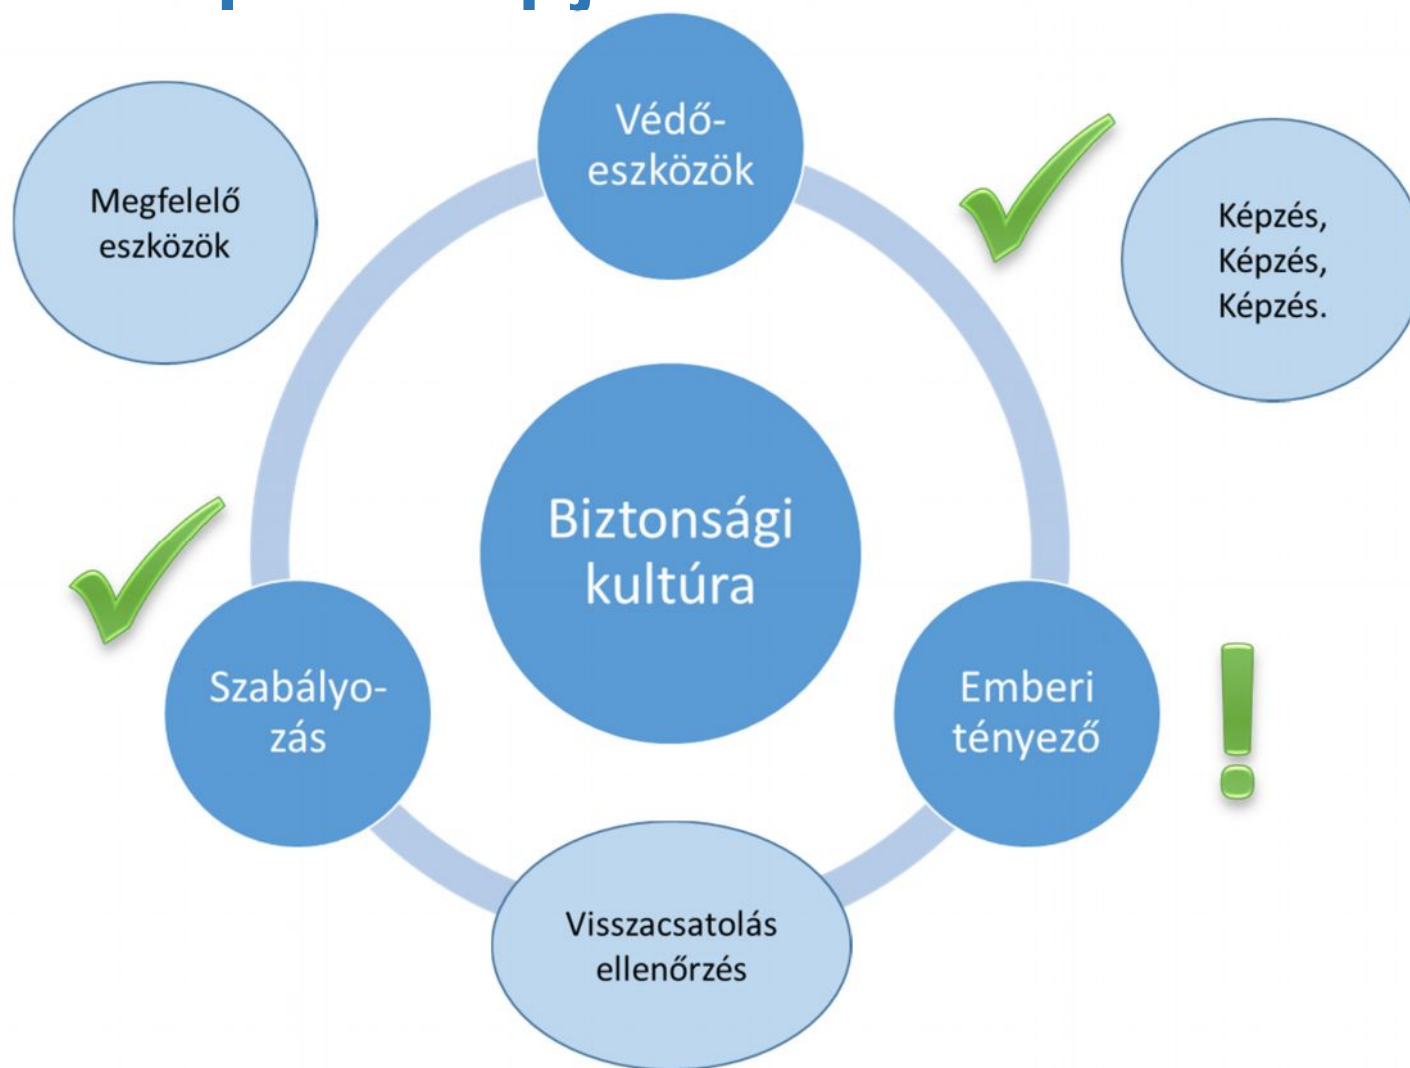 Védő-
eszközök
Megfelelő
eszközök
Képzés,
Képzés,
Képzés.
Biztonsági
kultúra
Szabályo-
zás
Emberi
tényező
Visszacsatolás
ellenőrzés